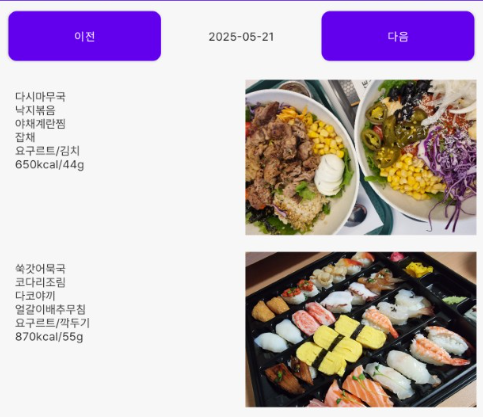 이전
2025-05-21
다음
다시마무국
낙지볶음
야채계란찜
잡채
요구르트/김치
650kcal/44g
쑥갓어묵국
코다리조림
다코야끼
얼갈이배추무침
요구르트/깍두기
870kcal/55g